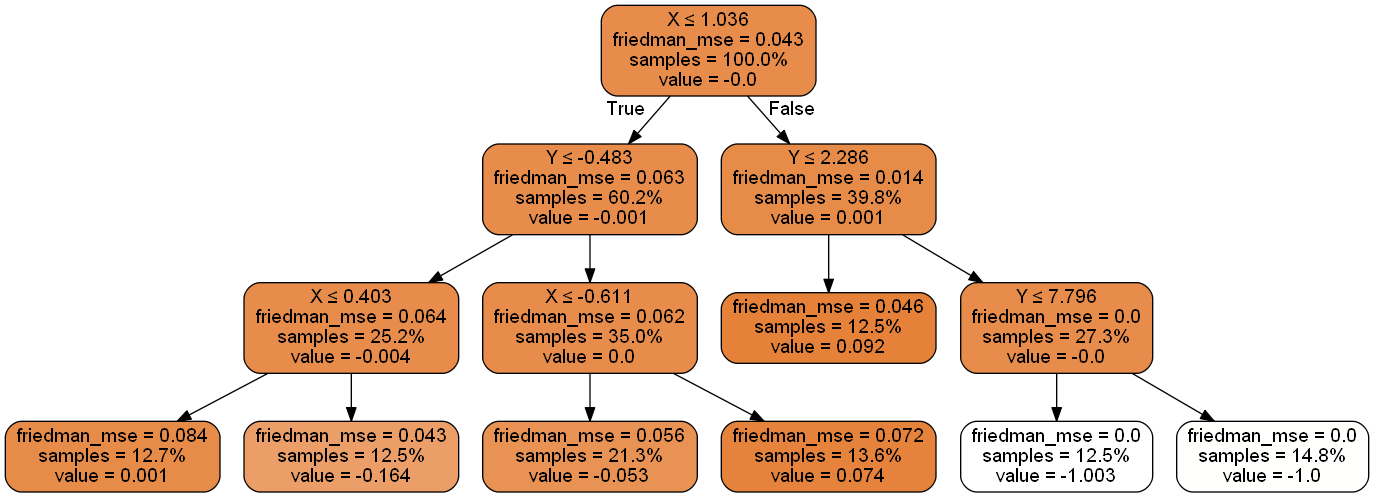 X ≤ 1.036
friedman_mse = 0.043
samples = 100.0%
value = -0.0
True
False
Y ≤ -0.483
friedman_mse = 0.063
samples = 60.2%
value = -0.001
Y ≤ 2.286
friedman_mse = 0.014
samples = 39.8%
value = 0.001
X ≤ 0.403
friedman_mse = 0.064
samples = 25.2%
value = -0.004
X ≤ -0.611
friedman_mse = 0.062
samples = 35.0%
value = 0.0
friedman_mse = 0.046
samples = 12.5%
value = 0.092
Y ≤ 7.796
friedman_mse = 0.0
samples = 27.3%
value = -0.0
friedman_mse = 0.084
samples = 12.7%
value = 0.001
friedman_mse = 0.043
samples = 12.5%
value = -0.164
friedman_mse = 0.056
samples = 21.3%
value = -0.053
friedman_mse = 0.072
samples = 13.6%
value = 0.074
friedman_mse = 0.0
samples = 12.5%
value = -1.003
friedman_mse = 0.0
samples = 14.8%
value = -1.0